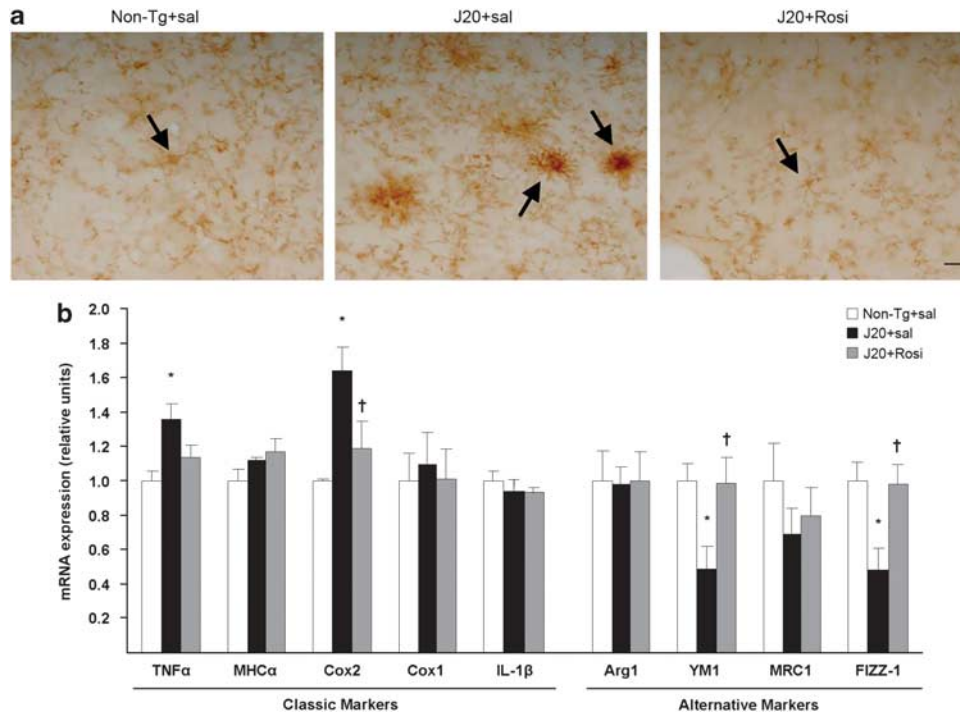 a
Non-Tg+sal J20+sal J20+Rosi
b
mRNA expression (relative units)
2.0
1.8
1.6
1.4
1.2
1.0
0.8
0.6
0.4
0.2
* * † * † * †
Non-Tg+sal
J20+sal
J20+Rosi
TNFα MHCα Cox2 Cox1 IL-1β Arg1 YM1 MRC1 FIZZ-1
Classic Markers Alternative Markers